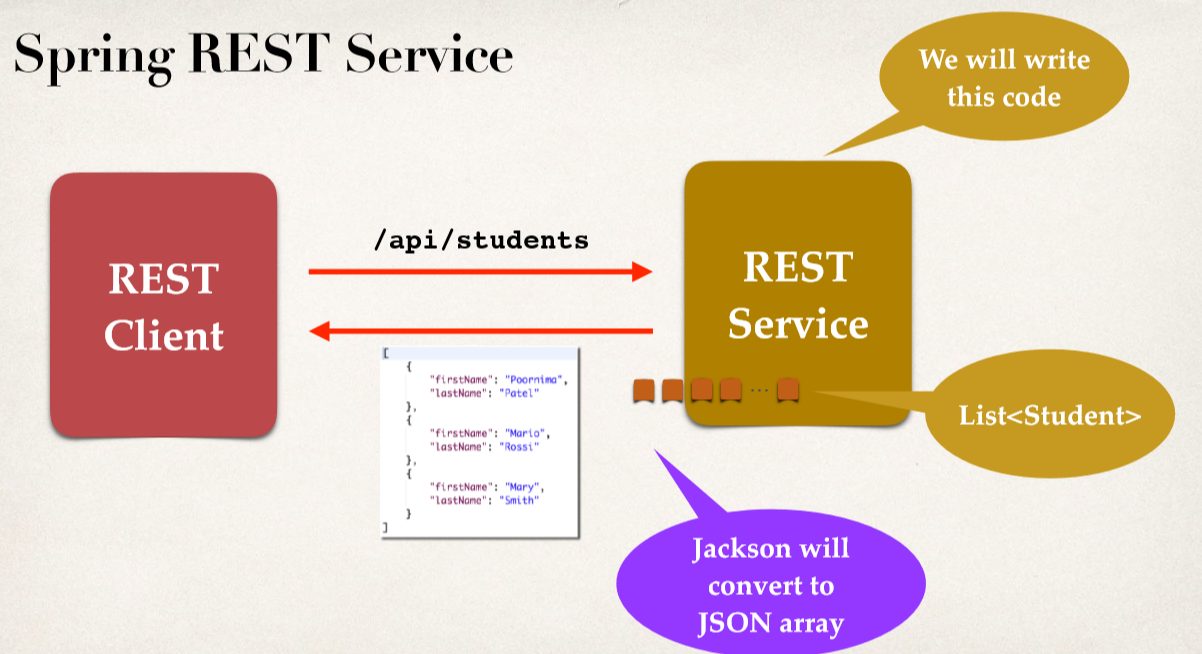 Spring REST Service
We will write
this code
REST
Client
/api/students
REST
Service
[
{
"firstName": "Poornima",
"lastName": "Patel"
},
{
"firstName": "Mario",
"lastName": "Rossi"
},
{
"firstName": "Mary",
"lastName": "Smith"
}
]
...
List<Student>
Jackson will
convert to
JSON array